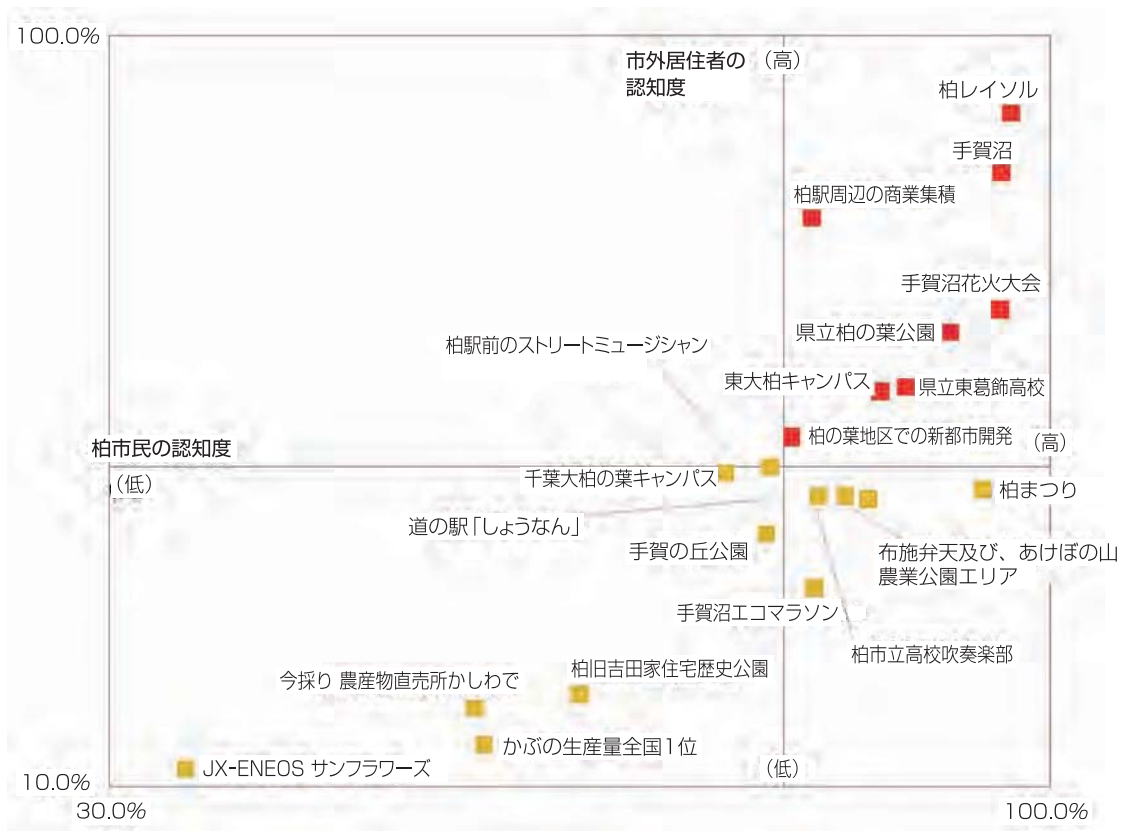 100.0%
市外居住者の
認知度
（高）
柏レイソル
手賀沼
柏駅周辺の商業集積
手賀沼花火大会
県立柏の葉公園
柏駅前のストリートミュージシャン
東大柏キャンパス
県立東葛飾高校
柏の葉地区での新都市開発
（高）
柏市民の認知度
（低）
千葉大柏の葉キャンパス
柏まつり
道の駅「しょうなん」
手賀の丘公園
布施弁天及び、あけぼの山
農業公園エリア
手賀沼エコマラソン
柏市立高校吹奏楽部
柏旧吉田家住宅歴史公園
今採り 農産物直売所かしわで
かぶの生産量全国1位
JX-ENEOS サンフラワーズ
（低）
10.0%
30.0%
100.0%